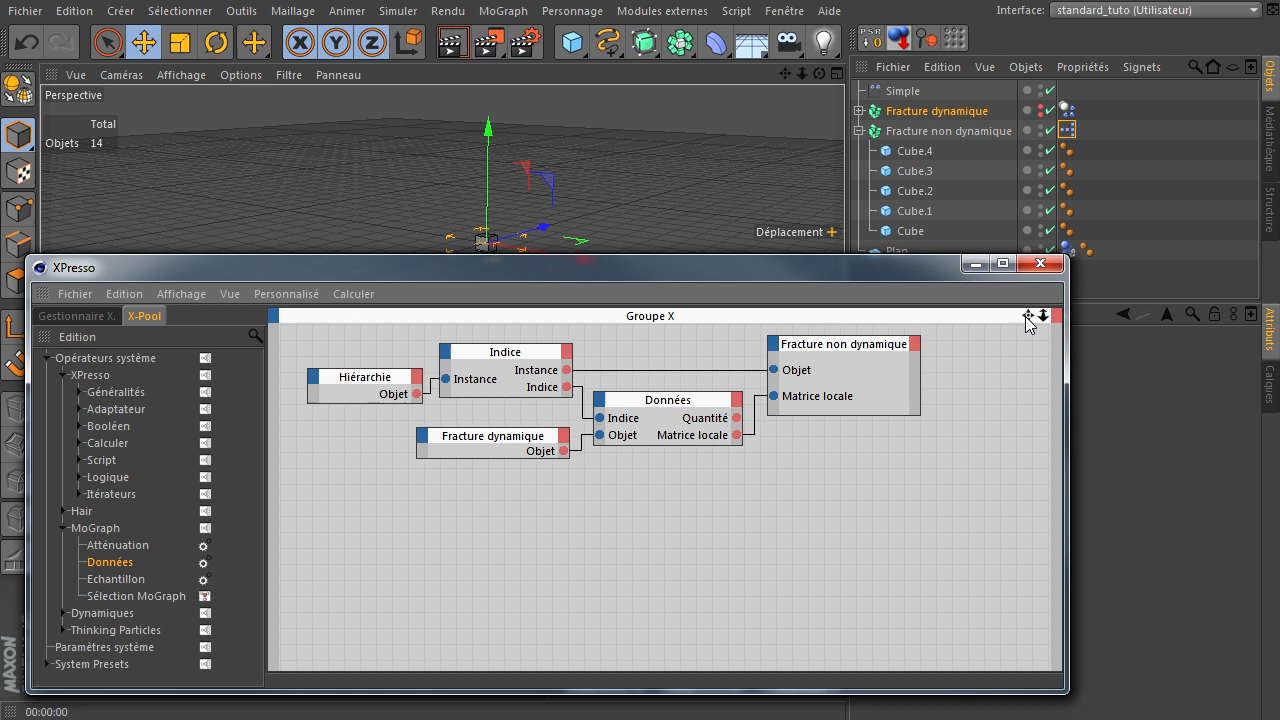 Fichier Edition Créer Sélectionner Outils Maillage Animer Simuler Rendu MoGraph Personnage Modules externes Script Fenêtre Aide Interface: standard_tuto (Utilisateur)
PSR
X Y Z
Vue Caméras Affichage Options Filtre Panneau
Fichier Edition Vue Objets Propriétés Signets
Perspective
Total
Objets 14
Déplacement
Simple
Fracture dynamique
Fracture non dynamique
Cube.4
Cube.3
Cube.2
Cube.1
Cube
Plan
Objets
Médiathèque
Structure
Attributs
Calques
XPresso
Fichier Edition Affichage Vue Personnalisé Calculer
Gestionnaire X. X-Pool
Edition
Opérateurs système
XPresso
Généralités
Adaptateur
Booléen
Calculer
Script
Logique
Itérateurs
Hair
MoGraph
Atténuation
Données
Echantillon
Sélection MoGraph
Dynamiques
Thinking Particles
Paramètres système
System Presets
Groupe X
Hiérarchie
Objet
Indice
Instance
Instance
Indice
Fracture dynamique
Objet
Données
Indice Quantité
Objet Matrice locale
Fracture non dynamique
Objet
Matrice locale
MAXON
00:00:00